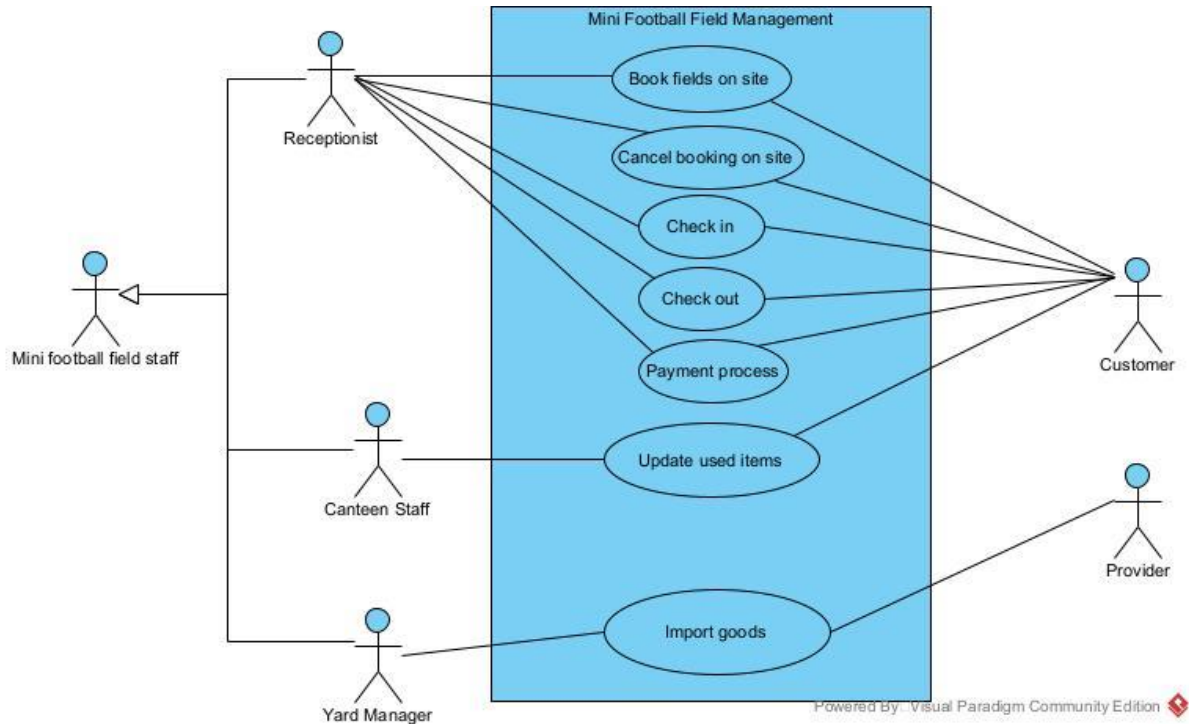 Mini Football Field Management
Book fields on site
Receptionist
Cancel booking on site
Check in
Check out
Mini football field staff
Payment process
Customer
Update used items
Canteen Staff
Provider
Import goods
Yard Manager
Powered By: Visual Paradigm Community Edition